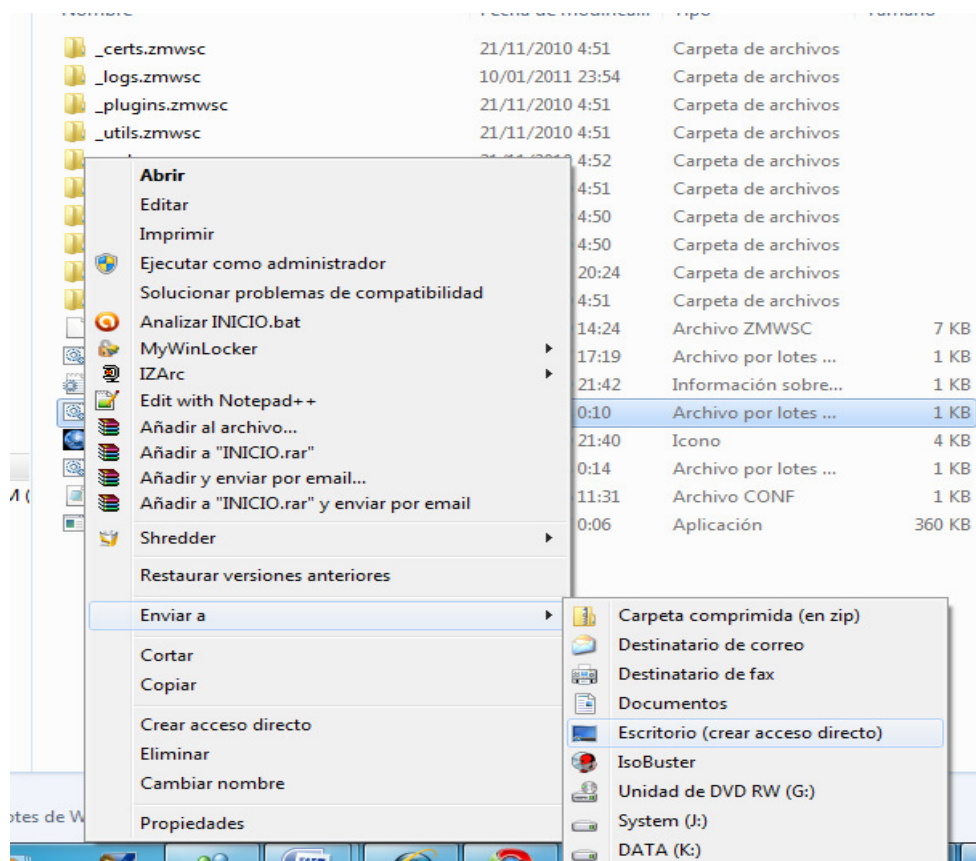 Nombre Fecha de modifica... Tipo Tamaño
_certs.zmwsc 21/11/2010 4:51 Carpeta de archivos
_logs.zmwsc 10/01/2011 23:54 Carpeta de archivos
_plugins.zmwsc 21/11/2010 4:51 Carpeta de archivos
_utils.zmwsc 21/11/2010 4:51 Carpeta de archivos
4:52 Carpeta de archivos
4:51 Carpeta de archivos
4:50 Carpeta de archivos
4:50 Carpeta de archivos
20:24 Carpeta de archivos
4:51 Carpeta de archivos
14:24 Archivo ZMWSC 7 KB
17:19 Archivo por lotes ... 1 KB
21:42 Información sobre... 1 KB
0:10 Archivo por lotes ... 1 KB
21:40 Icono 4 KB
0:14 Archivo por lotes ... 1 KB
11:31 Archivo CONF 1 KB
0:06 Aplicación 360 KB
Abrir
Editar
Imprimir
Ejecutar como administrador
Solucionar problemas de compatibilidad
Analizar INICIO.bat
MyWinLocker
IZArc
Edit with Notepad++
Añadir al archivo...
Añadir a "INICIO.rar"
Añadir y enviar por email...
Añadir a "INICIO.rar" y enviar por email
Shredder
Restaurar versiones anteriores
Enviar a
Cortar
Copiar
Crear acceso directo
Eliminar
Cambiar nombre
Propiedades
Carpeta comprimida (en zip)
Destinatario de correo
Destinatario de fax
Documentos
Escritorio (crear acceso directo)
IsoBuster
Unidad de DVD RW (G:)
System (J:)
DATA (K:)